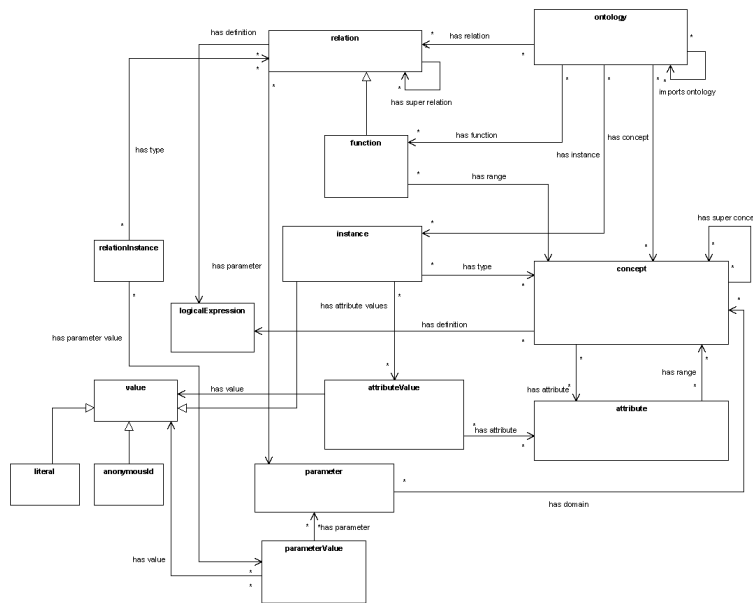 ontology
relation
has definition
has relation
*
*
*
*
*
*
*
*
*
*
*
imports ontology
has super relation
has function
*
has concept
function
has type
has instance
*
has range
*
instance
*
has super conce
*
relationInstance
*
*
has type
concept
*
has parameter
*
*
has attribute values
*
logicalExpression
has definition
*
has parameter value
*
*
has range
has attribute
*
*
value
has value
*
attributeValue
attribute
*
has attribute
*
literal
anonymousId
parameter
*
*
has domain
*
*has parameter
parameterValue
has value
*
*